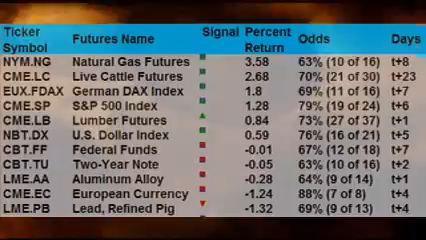 Ticker Symbol Futures Name Signal Percent Return Odds Days
NYM.NG Natural Gas Futures 3.58 63% (10 of 16) t+8
CME.LC Live Cattle Futures 2.68 70% (21 of 30) t+23
EUX.FDAX German DAX Index 1.8 69% (11 of 16) t+7
CME.SP S&P 500 Index 1.28 79% (19 of 24) t+6
CME.LB Lumber Futures 0.84 73% (27 of 37) t+1
NBT.DX U.S. Dollar Index 0.59 76% (16 of 21) t+5
CBT.FF Federal Funds -0.01 67% (12 of 18) t+7
CBT.TU Two-Year Note -0.05 63% (10 of 16) t+2
LME.AA Aluminum Alloy -0.28 64% (9 of 14) t+1
CME.EC European Currency -1.24 88% (7 of 8) t+4
LME.PB Lead, Refined Pig -1.32 69% (9 of 13) t+4